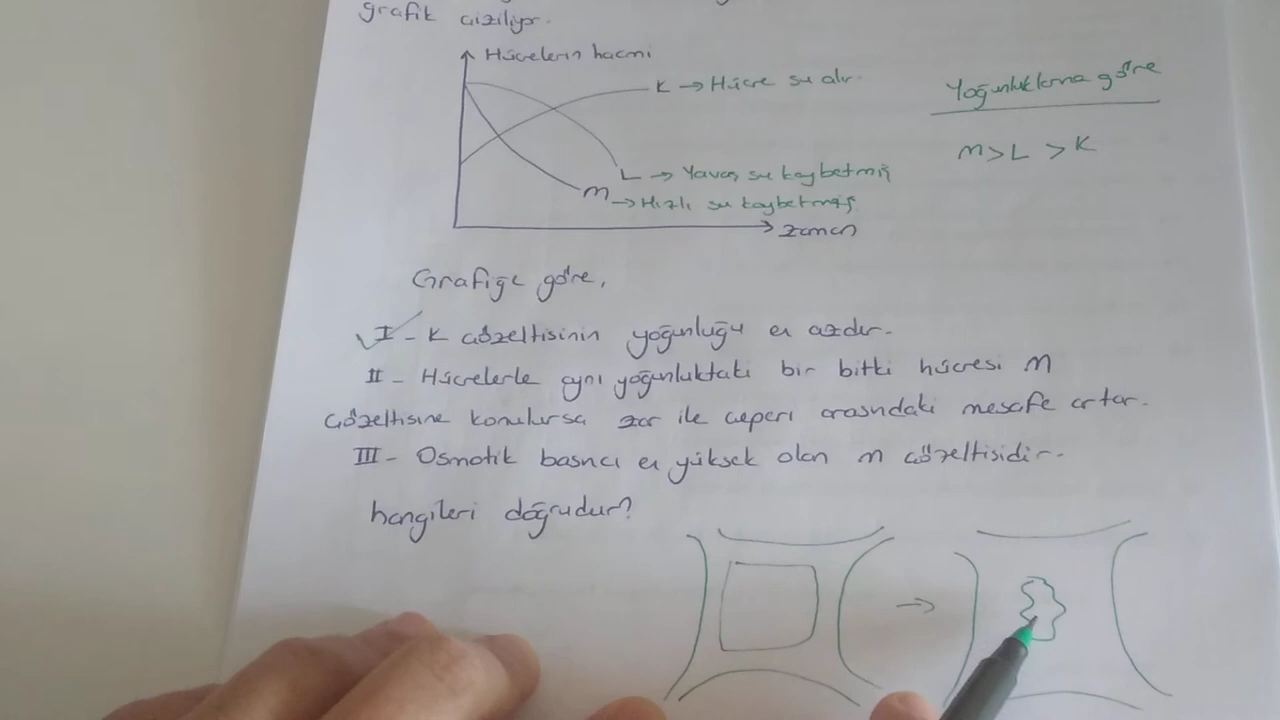 grafik çiziliyor.
Hücrelerin hacmi
K → Hücre su alır.
Yoğunluklarına göre
M > L > K
L → Yavaş su kaybetmiş
M → Hızlı su kaybetmiş
zaman
Grafiğe göre,
I - K çözeltisinin yoğunluğu en azdır.
II - Hücrelerle aynı yoğunluktaki bir bitki hücresi M
çözeltisine konulursa zar ile çeperi arasındaki mesafe artar.
III - Osmotik basıncı en yüksek olan M çözeltisidir.
hangileri doğrudur?